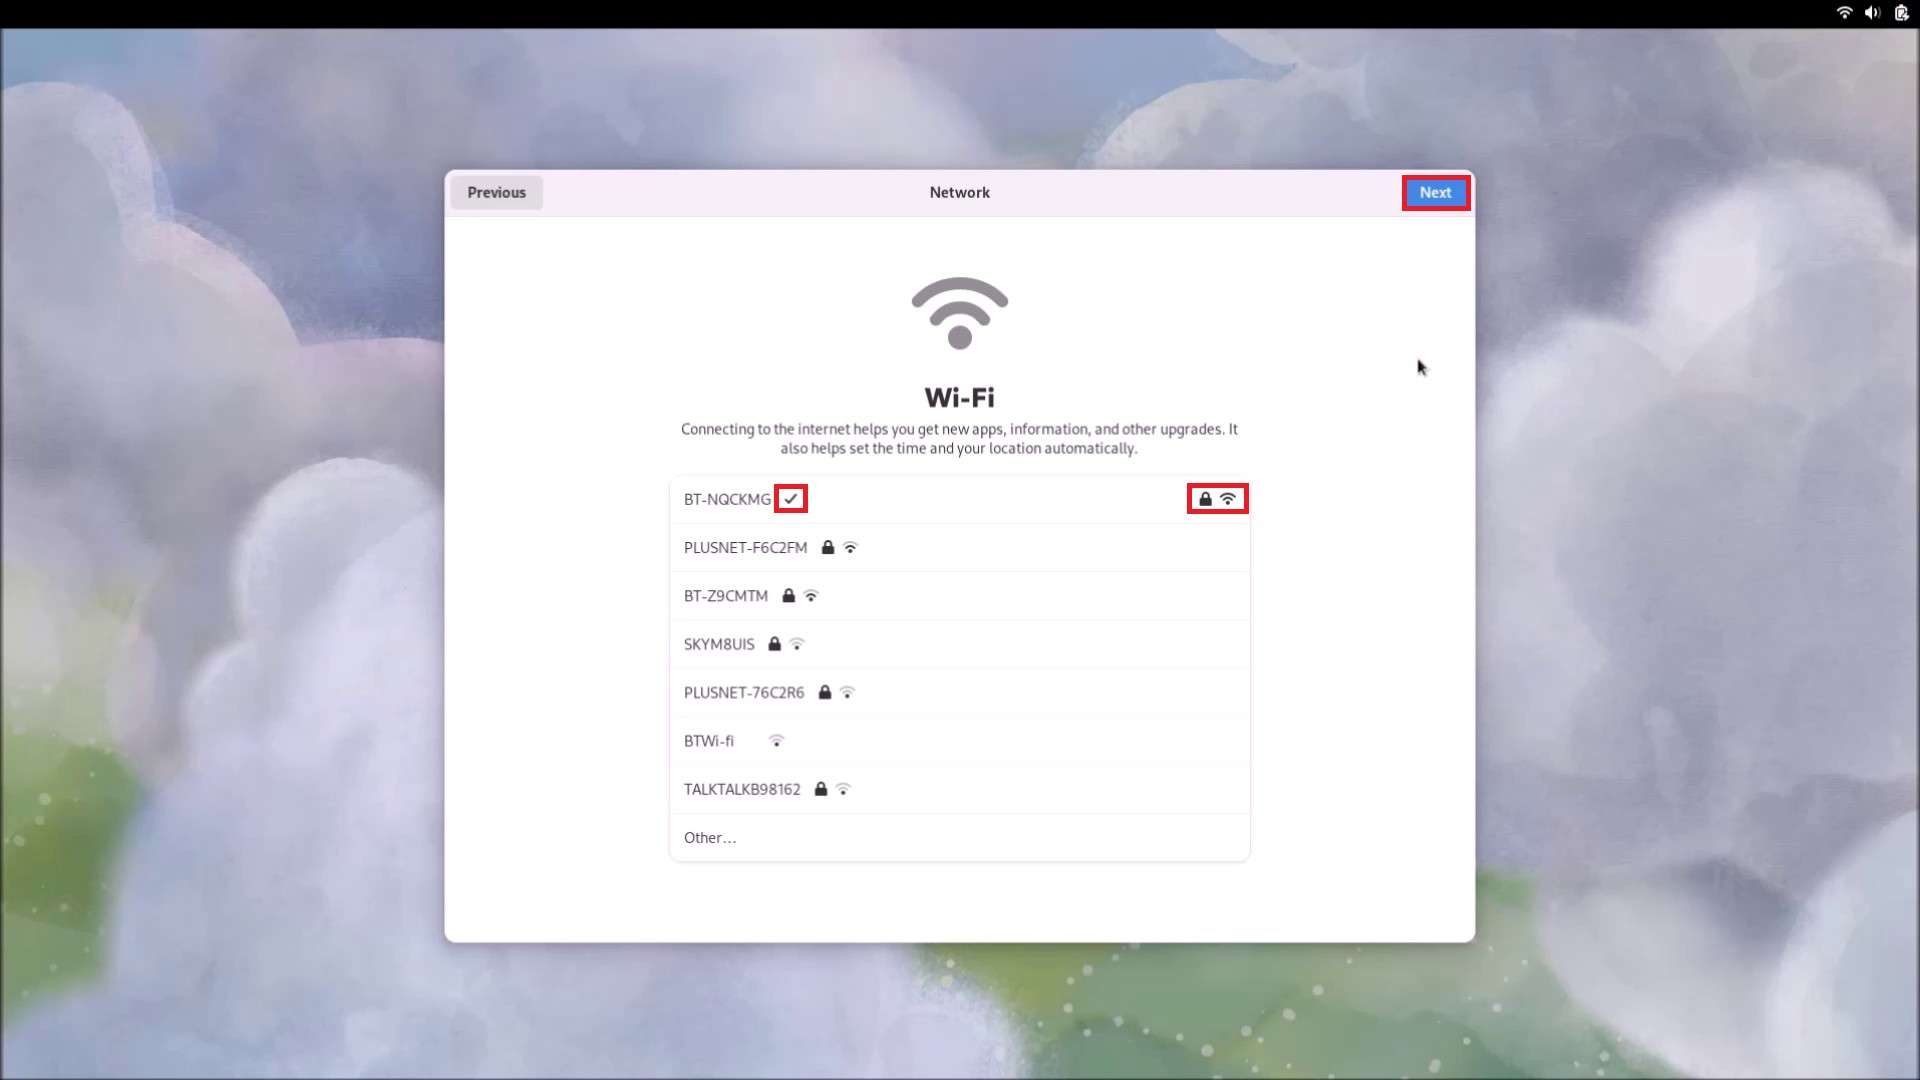 Previous
Network
Next
Wi-Fi
Connecting to the internet helps you get new apps, information, and other upgrades. It
also helps set the time and your location automatically.
BT-NQCKMG
PLUSNET-F6C2FM
BT-Z9CMTM
SKYM8UIS
PLUSNET-76C2R6
BTWi-fi
TALKTALKB98162
Other...